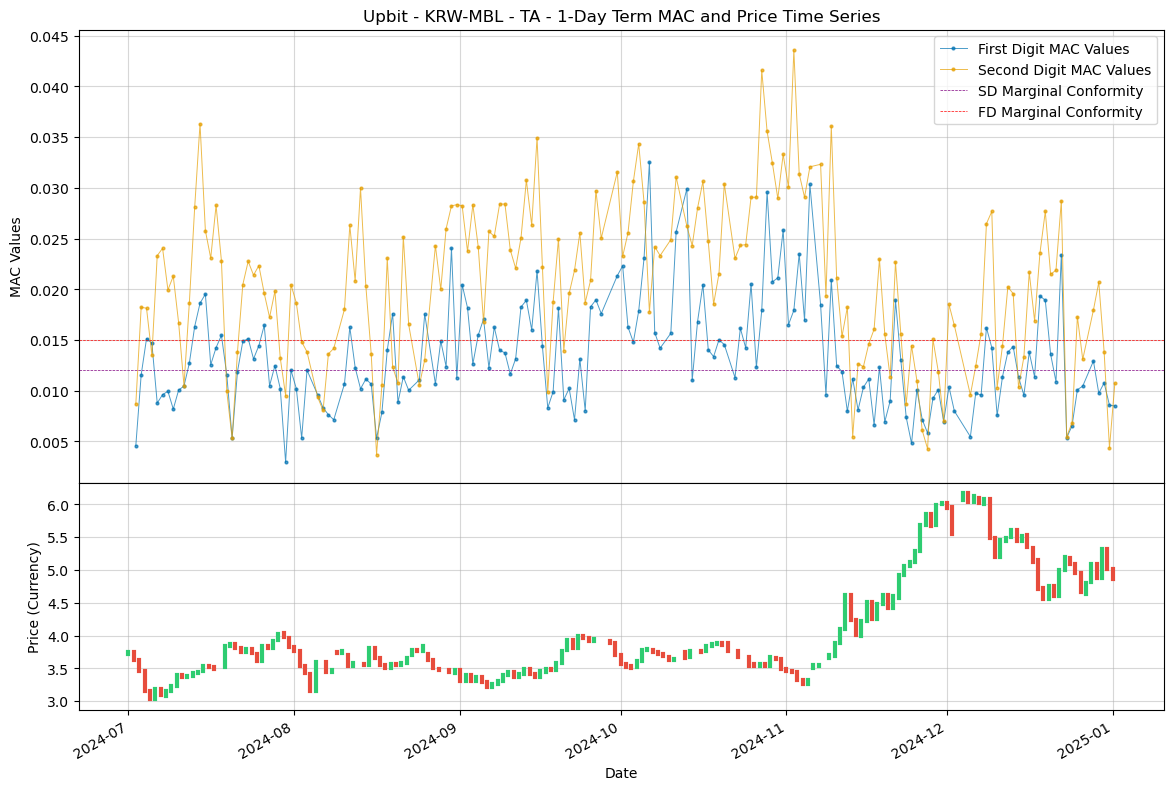 Upbit - KRW-MBL - TA - 1-Day Term MAC and Price Time Series
First Digit MAC Values
Second Digit MAC Values
SD Marginal Conformity
FD Marginal Conformity
MAC Values
0.045
0.040
0.035
0.030
0.025
0.020
0.015
0.010
0.005
Price (Currency)
6.0
5.5
5.0
4.5
4.0
3.5
3.0
2024-07
2024-08
2024-09
2024-10
2024-11
2024-12
2025-01
Date